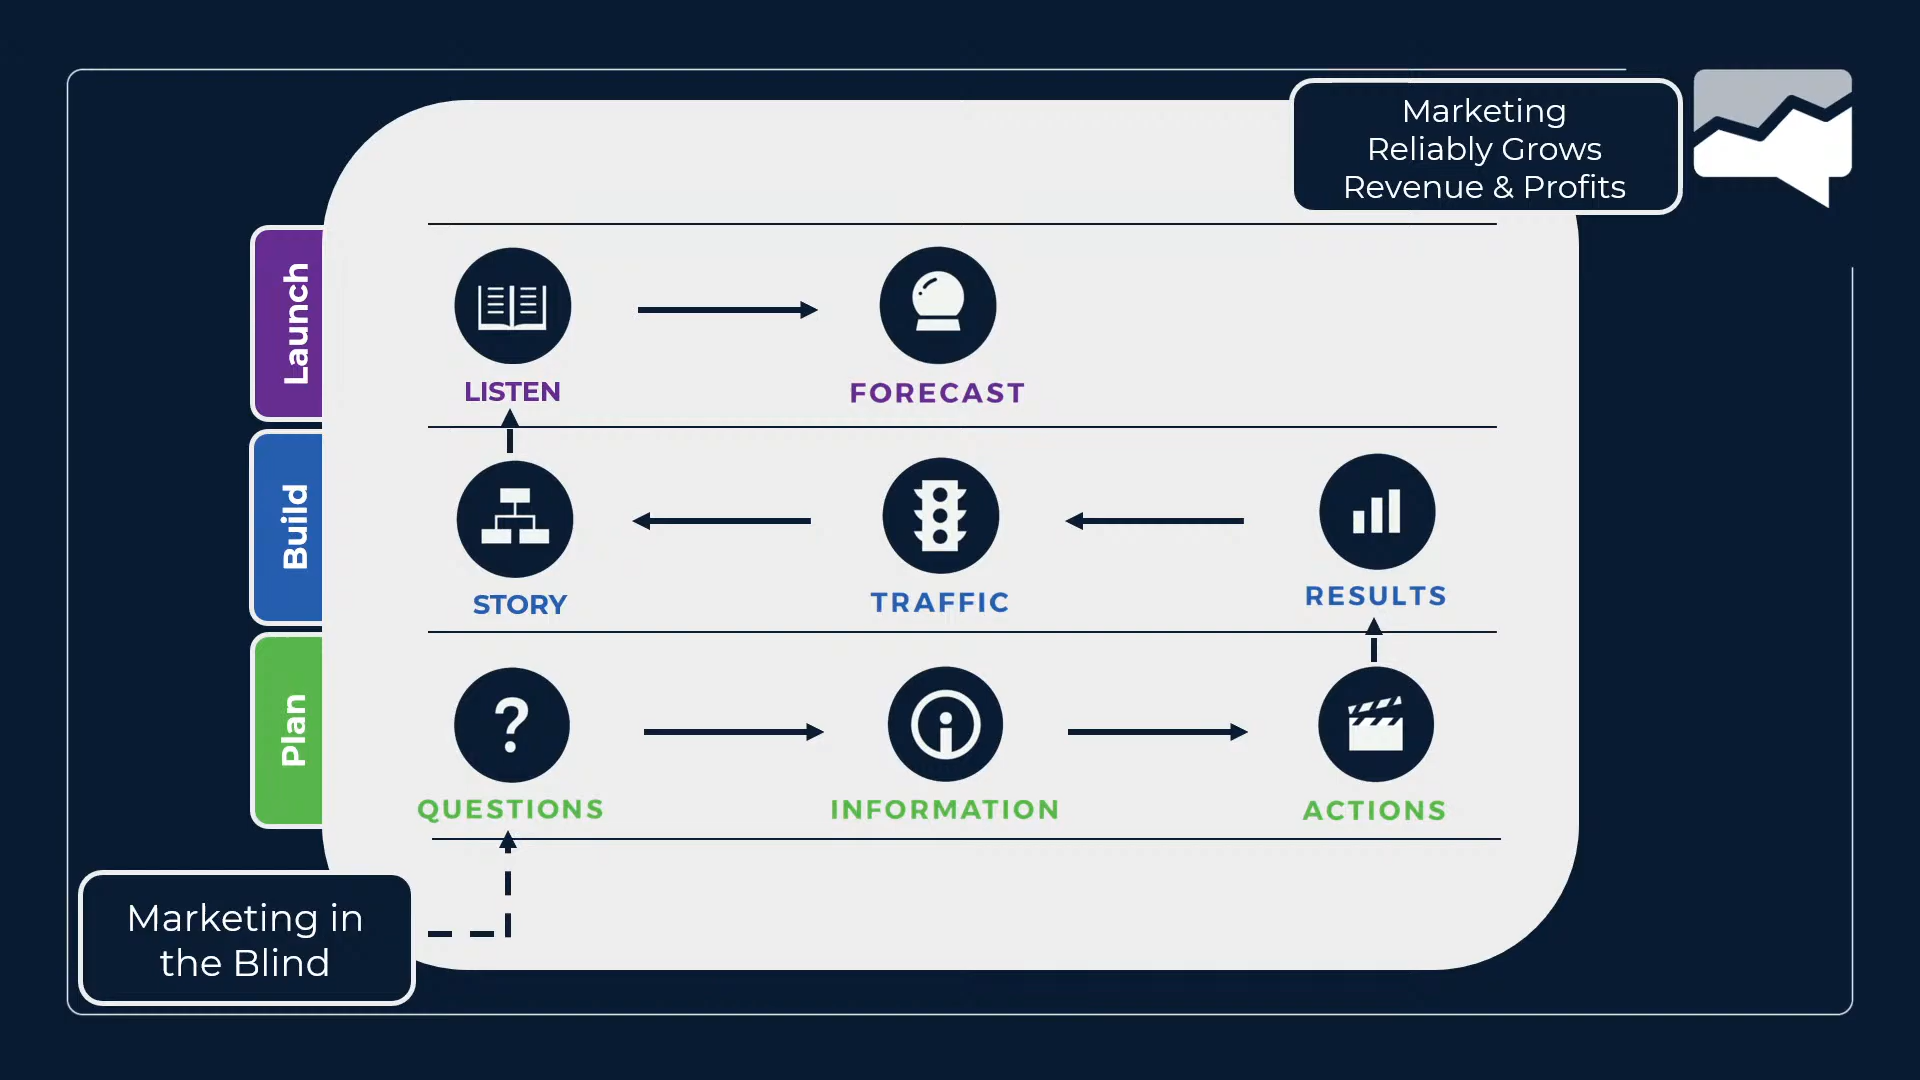 Marketing
Reliably Grows
Revenue & Profits
Launch
LISTEN
FORECAST
Build
STORY
TRAFFIC
RESULTS
Plan
QUESTIONS
INFORMATION
ACTIONS
Marketing in
the Blind